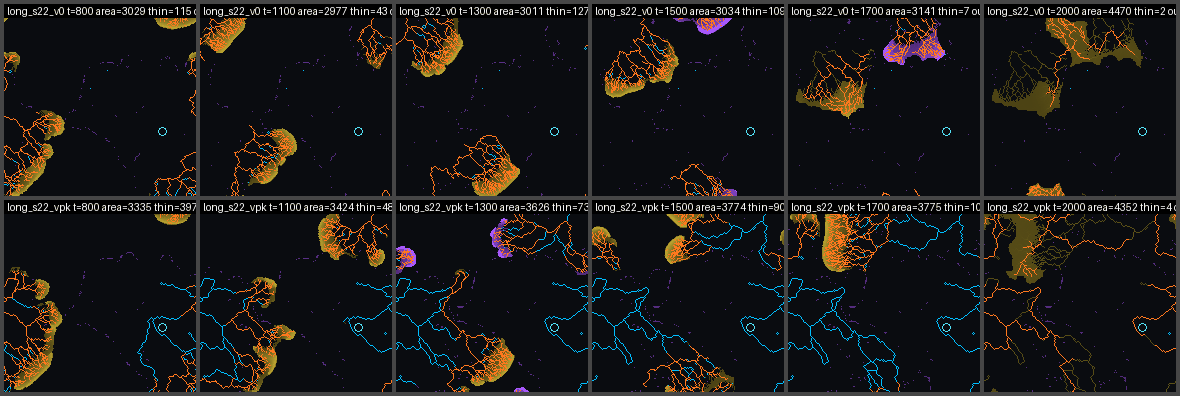 long_s22_v0 t=800 area=3029 thin=115 o
long_s22_v0 t=1100 area=2977 thin=43 o
long_s22_v0 t=1300 area=3011 thin=127
long_s22_v0 t=1500 area=3034 thin=109
long_s22_v0 t=1700 area=3141 thin=7 ou
long_s22_v0 t=2000 area=4470 thin=2 ou
long_s22_vpk t=800 area=3335 thin=397
long_s22_vpk t=1100 area=3424 thin=48
long_s22_vpk t=1300 area=3626 thin=73
long_s22_vpk t=1500 area=3774 thin=90
long_s22_vpk t=1700 area=3775 thin=10
long_s22_vpk t=2000 area=4352 thin=4 o